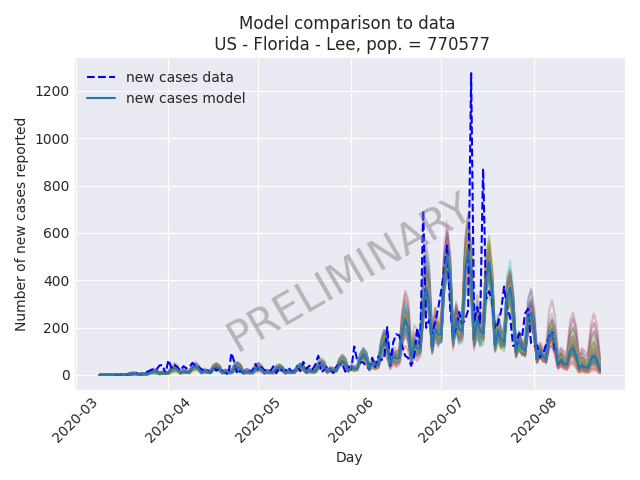 Model comparison to data
US - Florida - Lee, pop. = 770577
new cases data
new cases model
PRELIMINARY
Number of new cases reported
1200
1000
800
600
400
200
0
2020-03
2020-04
2020-05
2020-06
2020-07
2020-08
Day